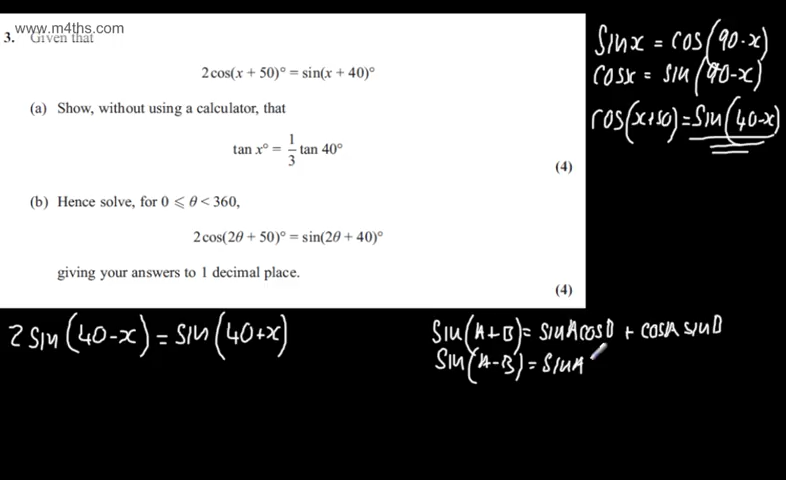 www.m4ths.com
3. Given that
2cos(x + 50)° = sin(x + 40)°
(a) Show, without using a calculator, that
tan x° = 1/3 tan 40°
(4)
(b) Hence solve, for 0 ⩽ θ < 360,
2cos(2θ + 50)° = sin(2θ + 40)°
giving your answers to 1 decimal place.
(4)
sinx = cos(90-x)
cosx = sin(90-x)
cos(x+50) = sin(40-x)
2 sin(40-x) = sin(40+x)
sin(A+B) = sinAcosB + cosA sinB
sin(A-B) = sinA